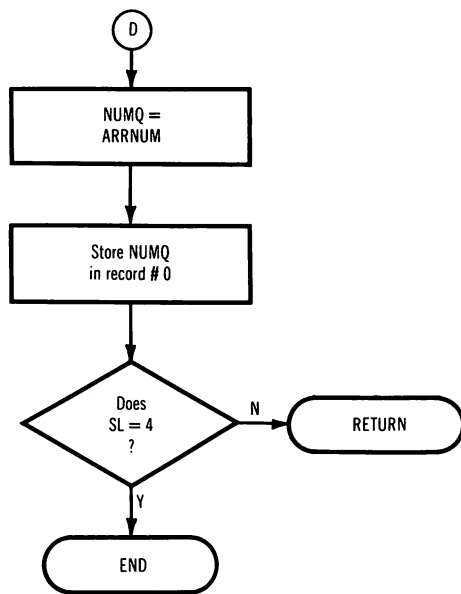 D
NUMQ =
ARRNUM
Store NUMQ
in record # 0
Does
SL = 4
?
N
RETURN
Y
END